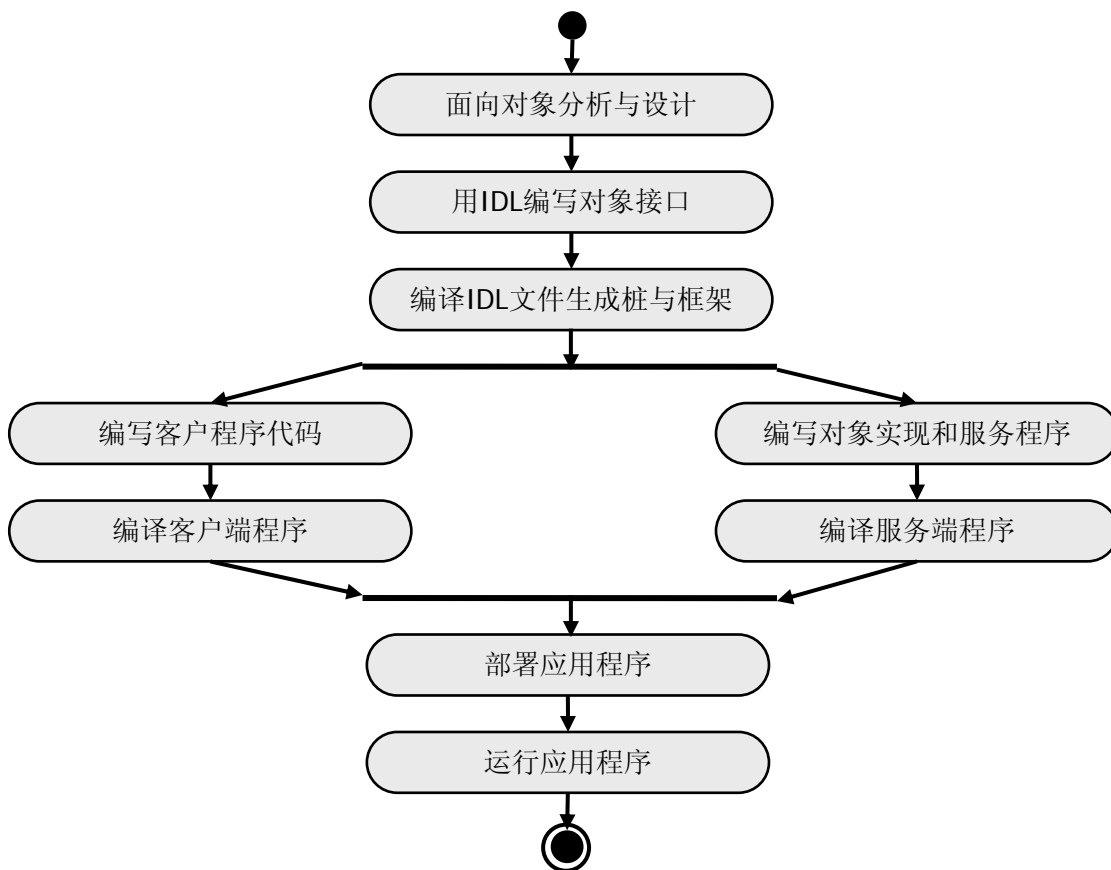 面向对象分析与设计
用IDL编写对象接口
编译IDL文件生成桩与框架
编写客户程序代码
编写对象实现和服务程序
编译客户端程序
编译服务端程序
部署应用程序
运行应用程序